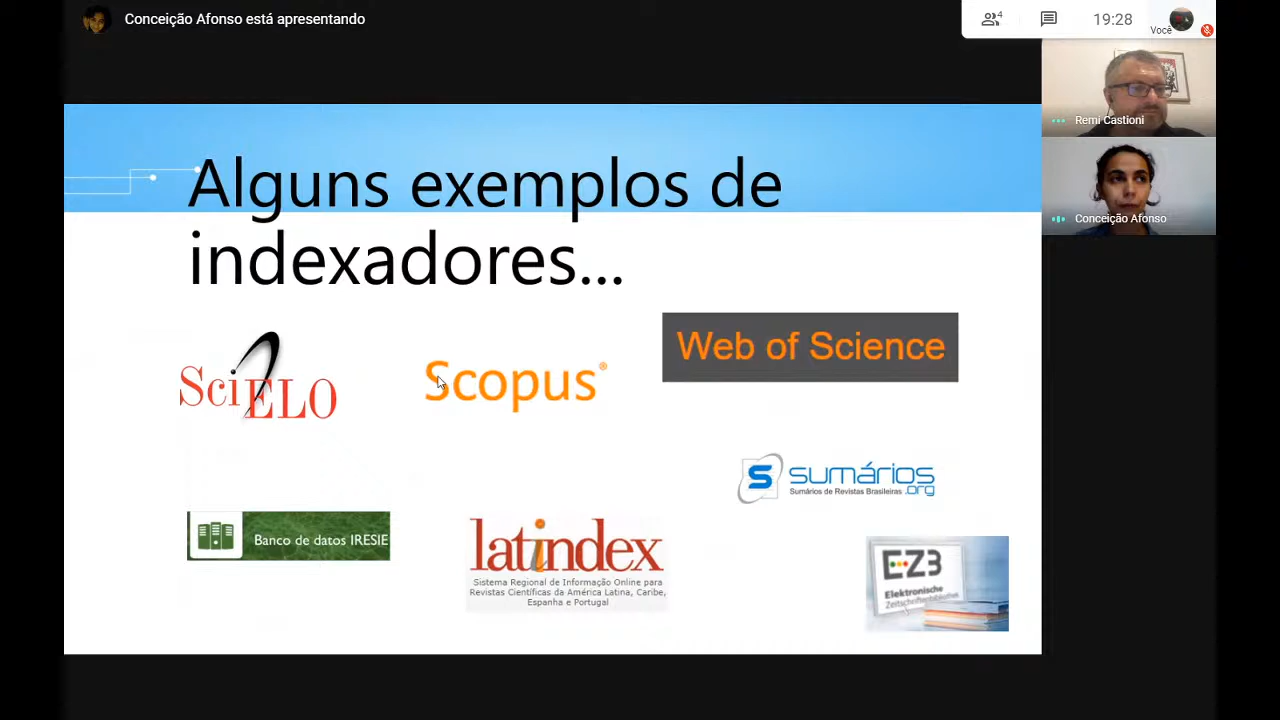 Conceição Afonso está apresentando
4
19:28
Você
Remi Castioni
Conceição Afonso
Alguns exemplos de
indexadores...
SciELO
Scopus®
Web of Science
S sumários
Sumários de Revistas Brasileiras .org
Banco de datos IRESIE
latindex
Sistema Regional de Informação Online para
Revistas Científicas da América Latina, Caribe,
Espanha e Portugal
EZB
Elektronische
Zeitschriftenbibliothek